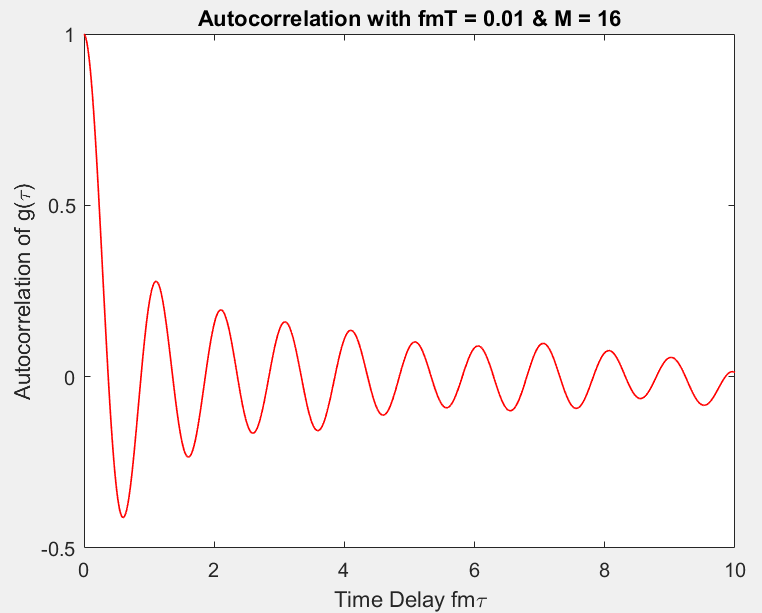 Autocorrelation with fmT = 0.01 & M = 16
Autocorrelation of g(τ)
1
0.5
0
-0.5
0 2 4 6 8 10
Time Delay fmτ